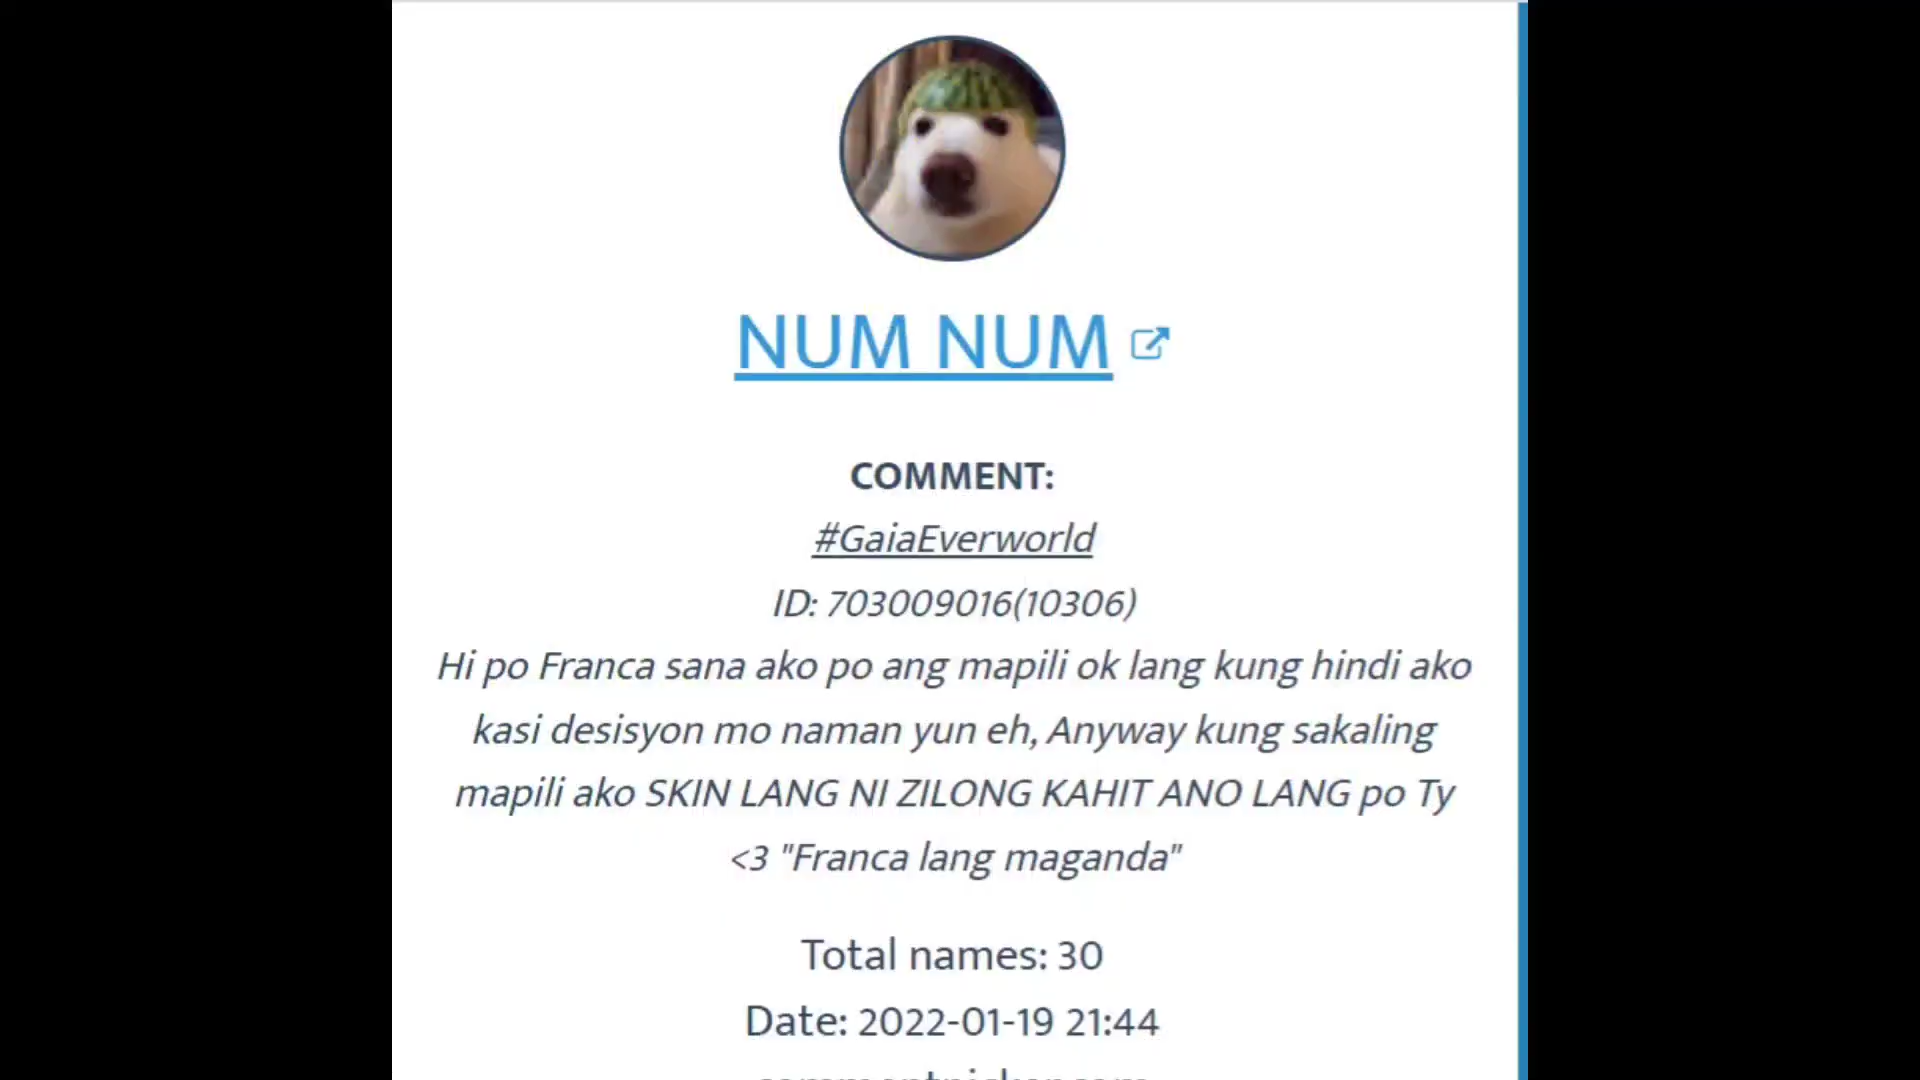 NUM NUM
COMMENT:
#GaiaEverworld
ID: 703009016(10306)
Hi po Franca sana ako po ang mapili ok lang kung hindi ako
kasi desisyon mo naman yun eh, Anyway kung sakaling
mapili ako SKIN LANG NI ZILONG KAHIT ANO LANG po Ty
<3 "Franca lang maganda"
Total names: 30
Date: 2022-01-19 21:44